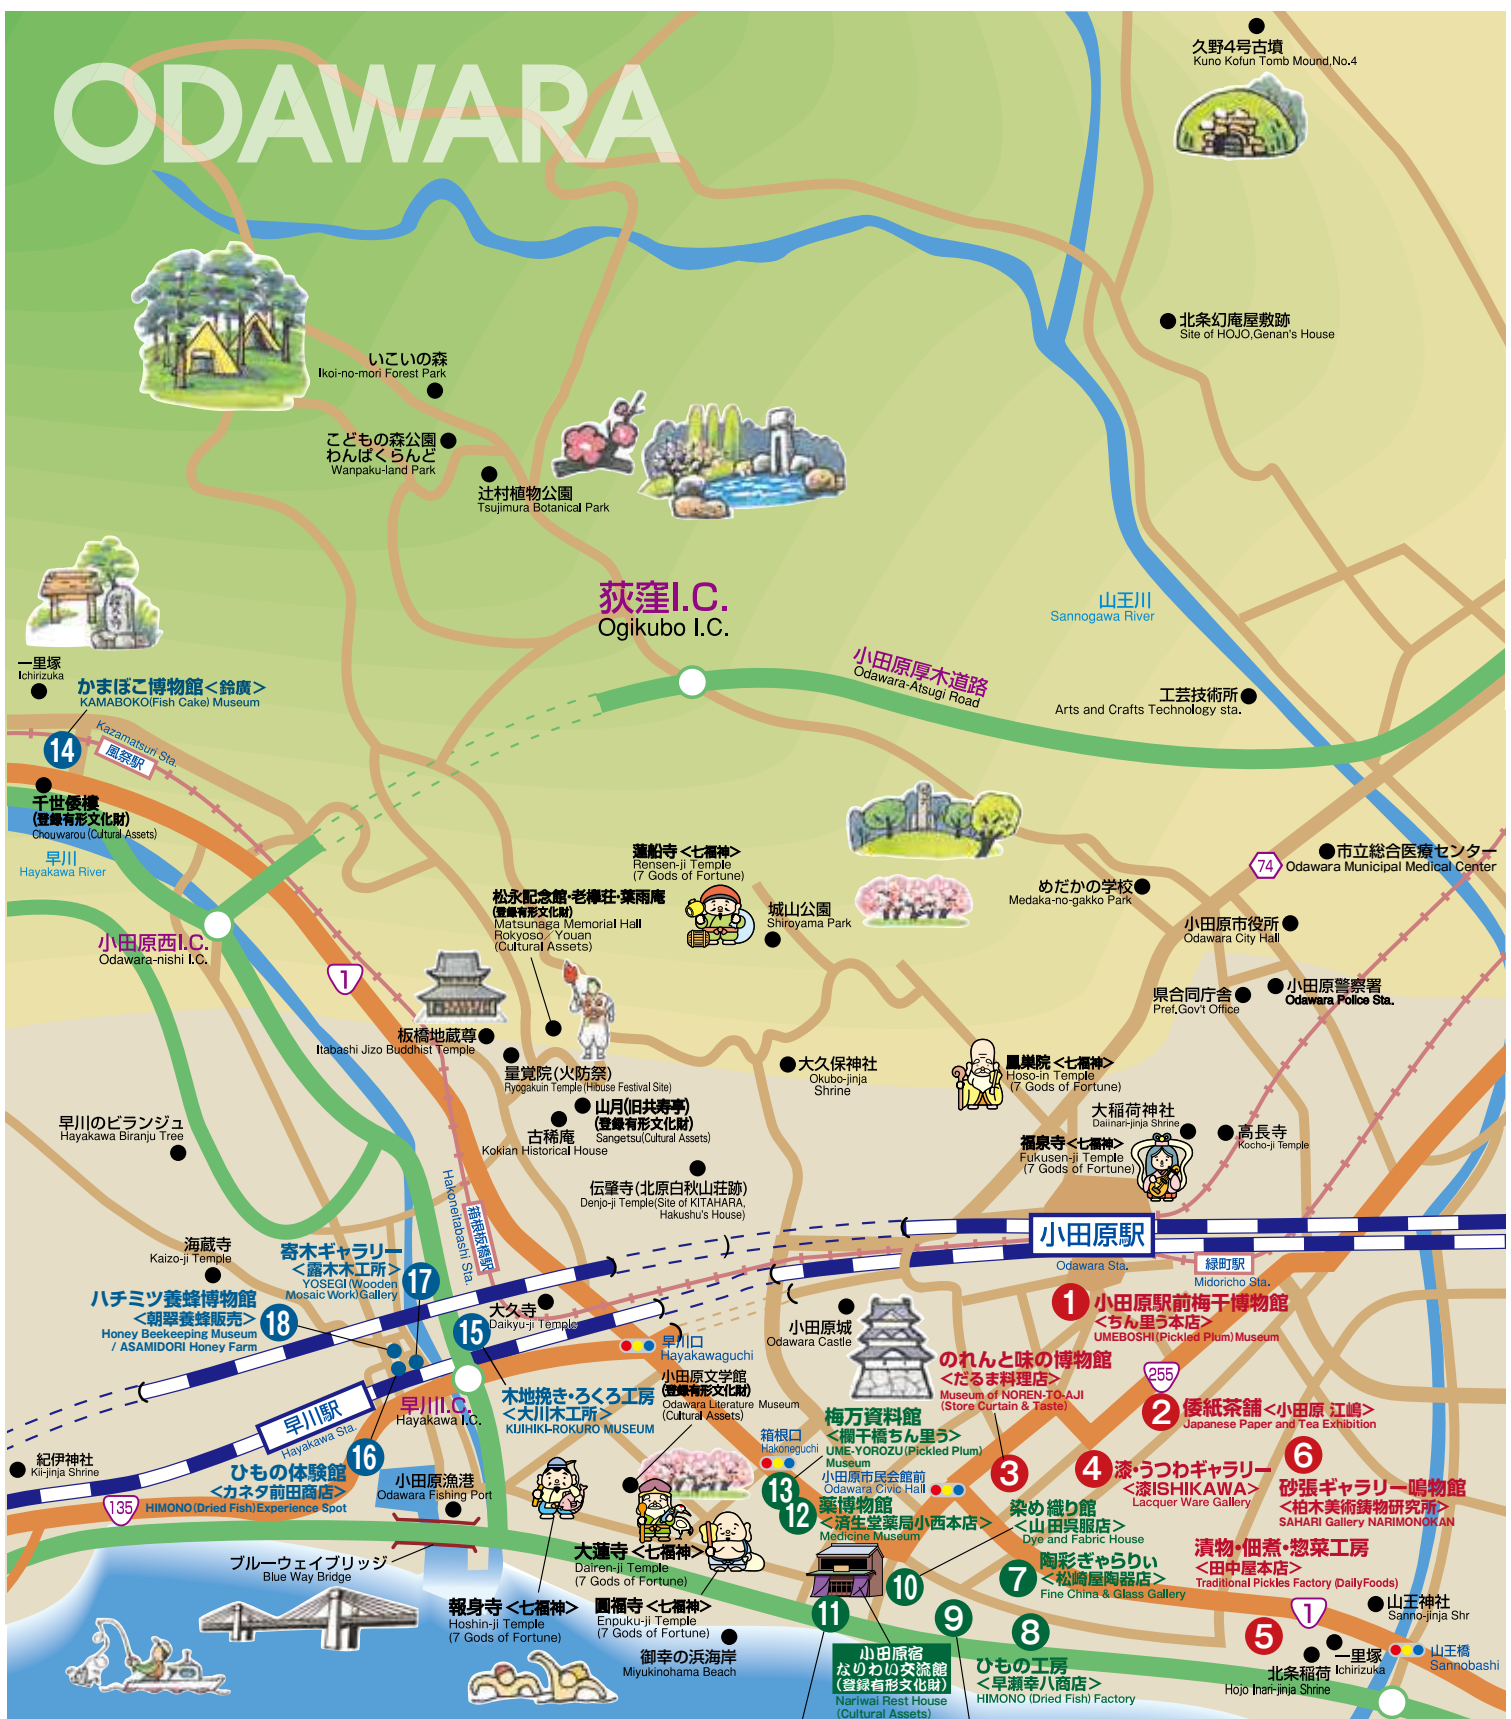 ODAWARA
久野4号古墳
Kuno Kofun Tomb Mound,No.4
北条幻庵屋敷跡
Site of HOJO,Genan's House
いこいの森
Ikoi-no-mori Forest Park
こどもの森公園
わんぱくらんど
Wanpaku-land Park
辻村植物公園
Tsujimura Botanical Park
荻窪I.C.
Ogikubo I.C.
山王川
Sannogawa River
小田原厚木道路
Odawara-Atsugi Road
工芸技術所
Arts and Crafts Technology sta.
一里塚
Ichirizuka
かまぼこ博物館<鈴廣>
KAMABOKO(Fish Cake) Museum
14
Kazamatsuri Sta.
風祭駅
千世倭樓
(登録有形文化財)
Chouwarou (Cultural Assets)
早川
Hayakawa River
小田原西I.C.
Odawara-nishi I.C.
1
蓮船寺<七福神>
Rensen-ji Temple
(7 Gods of Fortune)
松永記念館・老欅荘・葉雨庵
(登録有形文化財)
Matsunaga Memorial Hall
Rokyoso／Youan
(Cultural Assets)
城山公園
Shiroyama Park
74
市立総合医療センター
Odawara Municipal Medical Center
めだかの学校
Medaka-no-gakko Park
小田原市役所
Odawara City Hall
県合同庁舎
Pref.Gov't Office
小田原警察署
Odawara Police Sta.
板橋地蔵尊
Itabashi Jizo Buddhist Temple
量覚院(火防祭)
Ryogakuin Temple(Hibuse Festival Site)
山月(旧共寿亭)
(登録有形文化財)
Sangetsu(Cultural Assets)
古稀庵
Kokian Historical House
大久保神社
Okubo-jinja
Shrine
鳳巣院<七福神>
Hoso-in Temple
(7 Gods of Fortune)
大稲荷神社
Daiinari-jinja Shrine
高長寺
Kocho-ji Temple
福泉寺<七福神>
Fukusen-ji Temple
(7 Gods of Fortune)
早川のビランジュ
Hayakawa Biranju Tree
伝肇寺(北原白秋山荘跡)
Denjo-ji Temple(Site of KITAHARA,
Hakushu's House)
Hakoneitabashi Sta.
箱根板橋駅
小田原駅
Odawara Sta.
緑町駅
Midoricho Sta.
海蔵寺
Kaizo-ji Temple
寄木ギャラリー
<露木木工所>
YOSEGI(Wooden
Mosaic Work)Gallery
17
ハチミツ養蜂博物館
<朝翠養蜂販売>
Honey Beekeeping Museum
/ ASAMIDORI Honey Farm
18
大久寺
Daikyu-ji Temple
15
木地挽き・ろくろ工房
<大川木工所>
KIJIHIKI-ROKURO MUSEUM
早川口
Hayakawaguchi
小田原文学館
(登録有形文化財)
Odawara Literature Museum
(Cultural Assets)
小田原城
Odawara Castle
1
小田原駅前梅干博物館
<ちん里う本店>
UMEBOSHI(Pickled Plum)Museum
のれんと味の博物館
<だるま料理店>
Museum of NOREN-TO-AJI
(Store Curtain & Taste)
3
255
2
倭紙茶舗<小田原 江嶋>
Japanese Paper and Tea Exhibition
4
漆・うつわギャラリー
<漆ISHIKAWA>
Lacquer Ware Gallery
6
砂張ギャラリー鳴物館
<柏木美術鋳物研究所>
SAHARI Gallery NARIMONOKAN
早川駅
Hayakawa Sta.
早川I.C.
Hayakawa I.C.
16
ひもの体験館
<カネタ前田商店>
HIMONO(Dried Fish)Experience Spot
紀伊神社
Kii-jinja Shrine
135
小田原漁港
Odawara Fishing Port
ブルーウェイブリッジ
Blue Way Bridge
梅万資料館
<欄干橋ちん里う>
UME-YOROZU(Pickled Plum)
Museum
箱根口
Hakoneguchi
小田原市民会館前
Odawara Civic Hall
13
12
薬博物館
<済生堂薬局小西本店>
Medicine Museum
染め織り館
<山田呉服店>
Dye and Fabric House
10
7
陶彩ぎゃらりぃ
<松崎屋陶器店>
Fine China & Glass Gallery
漬物・佃煮・惣菜工房
<田中屋本店>
Traditional Pickles Factory (DailyFoods)
5
1
山王神社
Sanno-jinja Shr
一里塚
Ichirizuka
山王橋
Sannobashi
北条稲荷
Hojo Inari-jinja Shrine
報身寺<七福神>
Hoshin-ji Temple
(7 Gods of Fortune)
大蓮寺<七福神>
Dairen-ji Temple
(7 Gods of Fortune)
圓福寺<七福神>
Enpuku-ji Temple
(7 Gods of Fortune)
御幸の浜海岸
Miyukinohama Beach
11
小田原宿
なりわい交流館
(登録有形文化財)
Nariwai Rest House
(Cultural Assets)
9
8
ひもの工房
<早瀬幸八商店>
HIMONO (Dried Fish) Factory